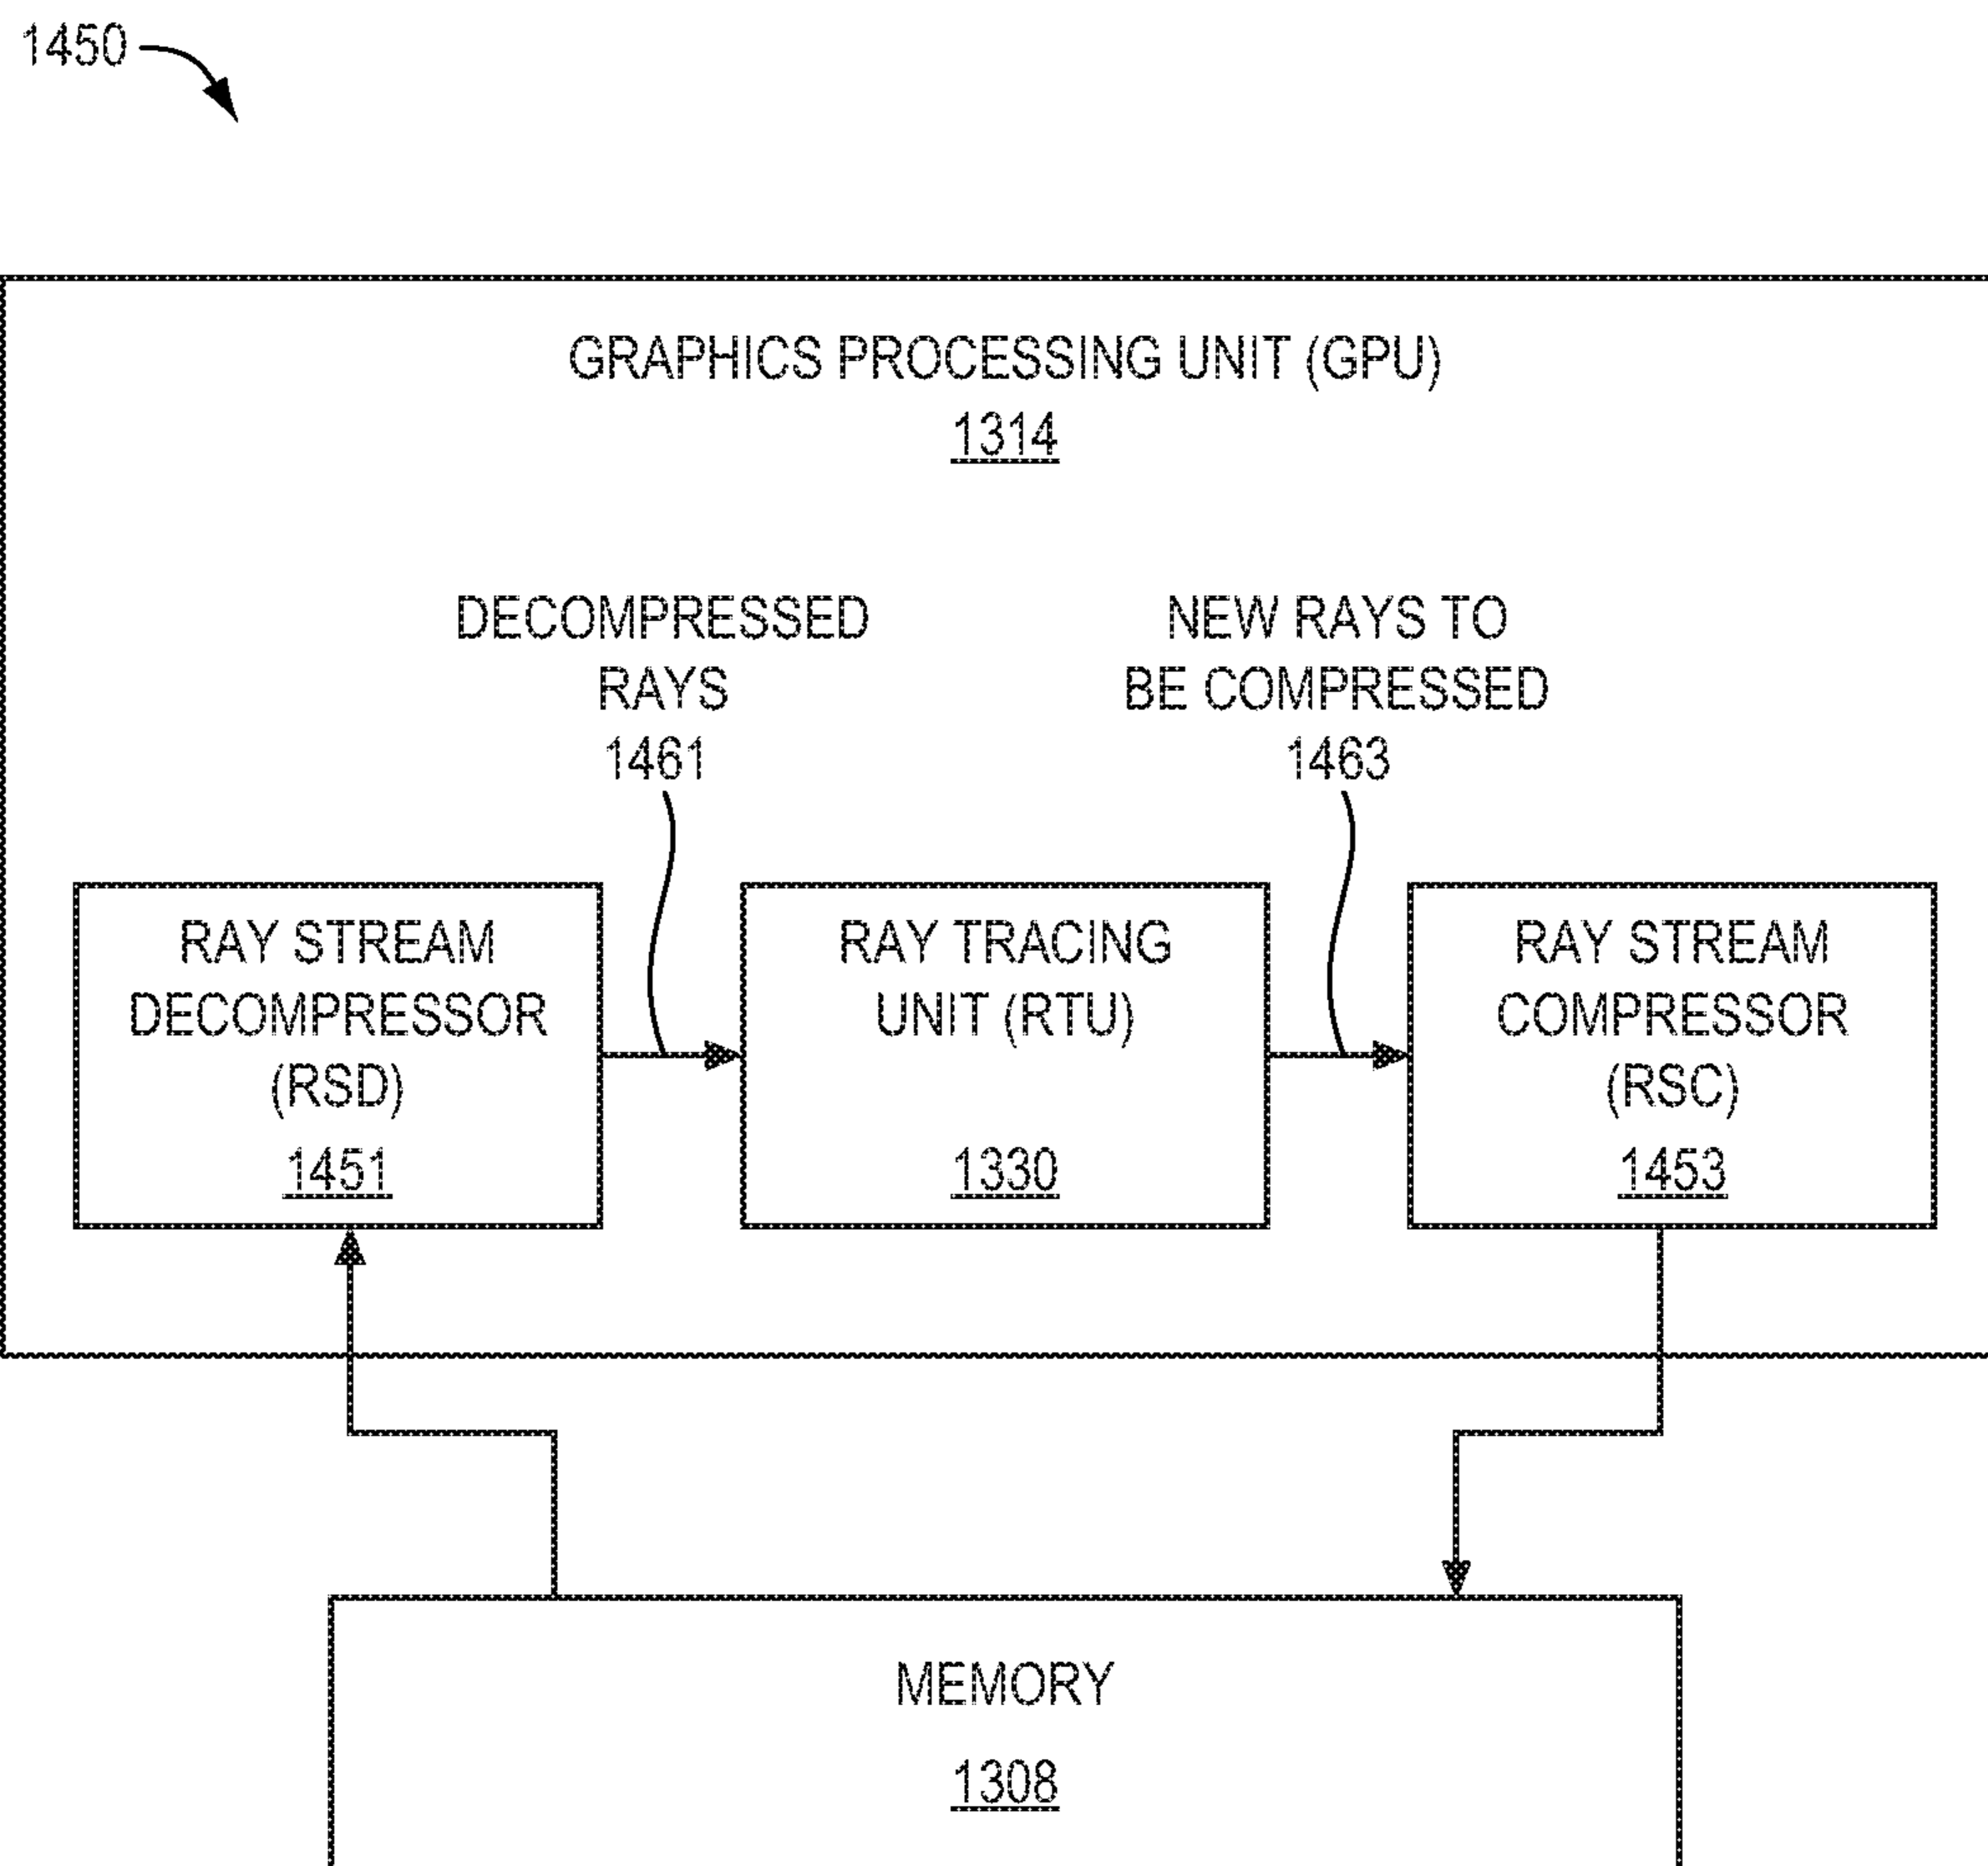 1450
GRAPHICS PROCESSING UNIT (GPU)
1314
DECOMPRESSED
RAYS
1461
NEW RAYS TO
BE COMPRESSED
1463
RAY STREAM
DECOMPRESSOR
(RSD)
1451
RAY TRACING
UNIT (RTU)
1330
RAY STREAM
COMPRESSOR
(RSC)
1453
MEMORY
1308